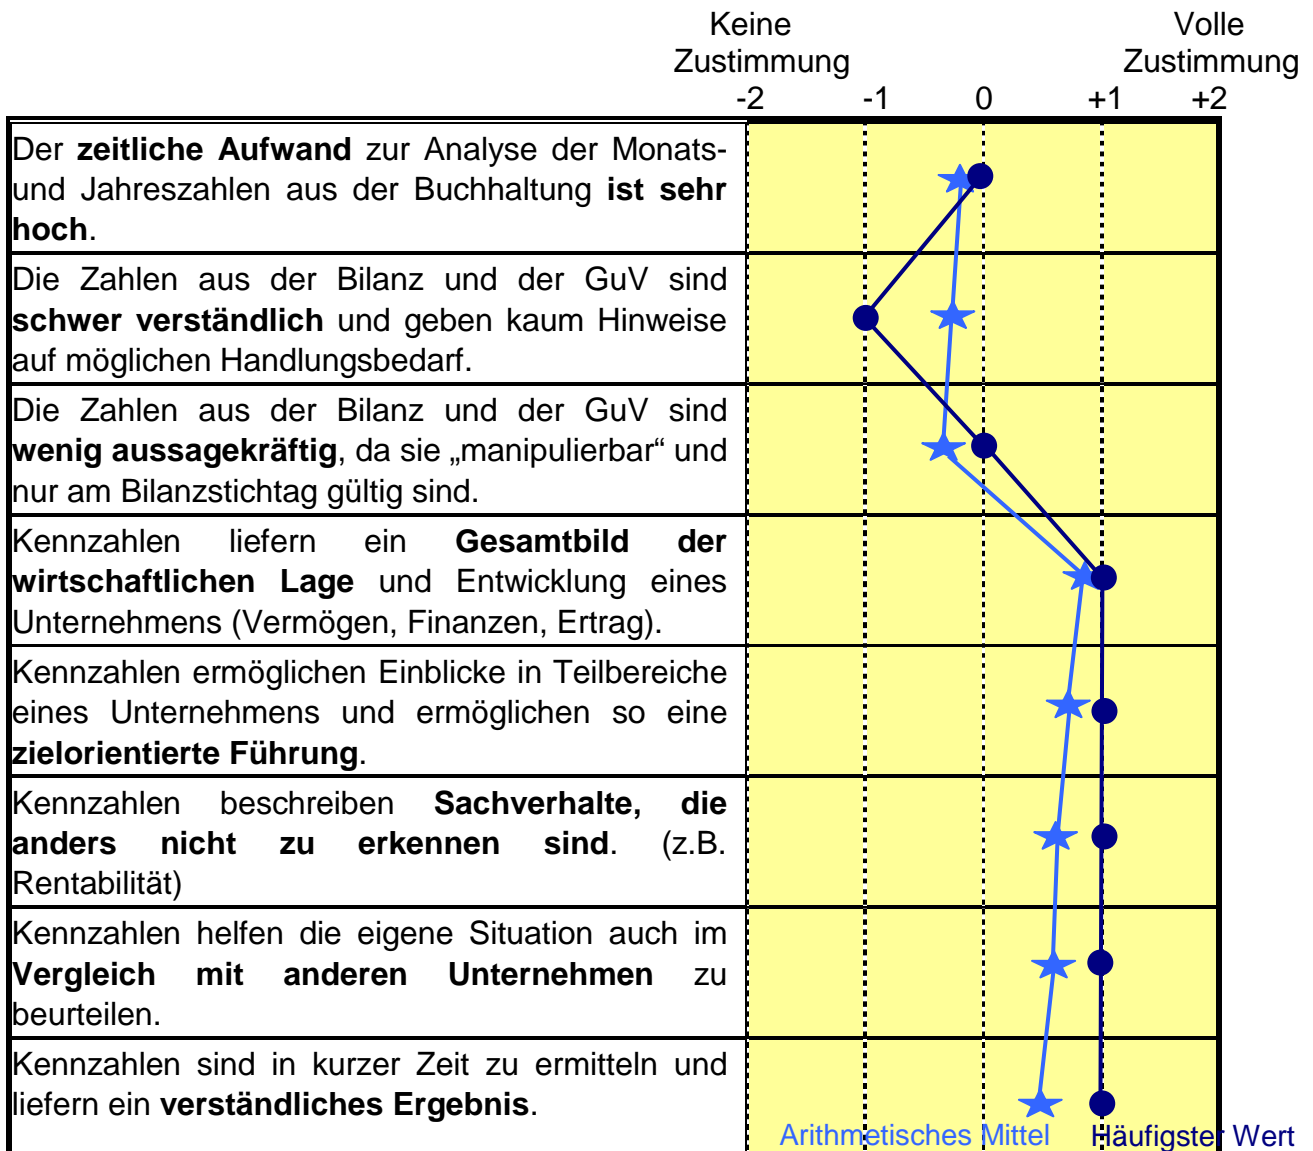 Keine Volle
Zustimmung Zustimmung
-2 -1 0 +1 +2
Der zeitliche Aufwand zur Analyse der Monats-
und Jahreszahlen aus der Buchhaltung ist sehr
hoch.
Die Zahlen aus der Bilanz und der GuV sind
schwer verständlich und geben kaum Hinweise
auf möglichen Handlungsbedarf.
Die Zahlen aus der Bilanz und der GuV sind
wenig aussagekräftig, da sie „manipulierbar“ und
nur am Bilanzstichtag gültig sind.
Kennzahlen liefern ein Gesamtbild der
wirtschaftlichen Lage und Entwicklung eines
Unternehmens (Vermögen, Finanzen, Ertrag).
Kennzahlen ermöglichen Einblicke in Teilbereiche
eines Unternehmens und ermöglichen so eine
zielorientierte Führung.
Kennzahlen beschreiben Sachverhalte, die
anders nicht zu erkennen sind. (z.B.
Rentabilität)
Kennzahlen helfen die eigene Situation auch im
Vergleich mit anderen Unternehmen zu
beurteilen.
Kennzahlen sind in kurzer Zeit zu ermitteln und
liefern ein verständliches Ergebnis.
Arithmetisches Mittel Häufigster Wert